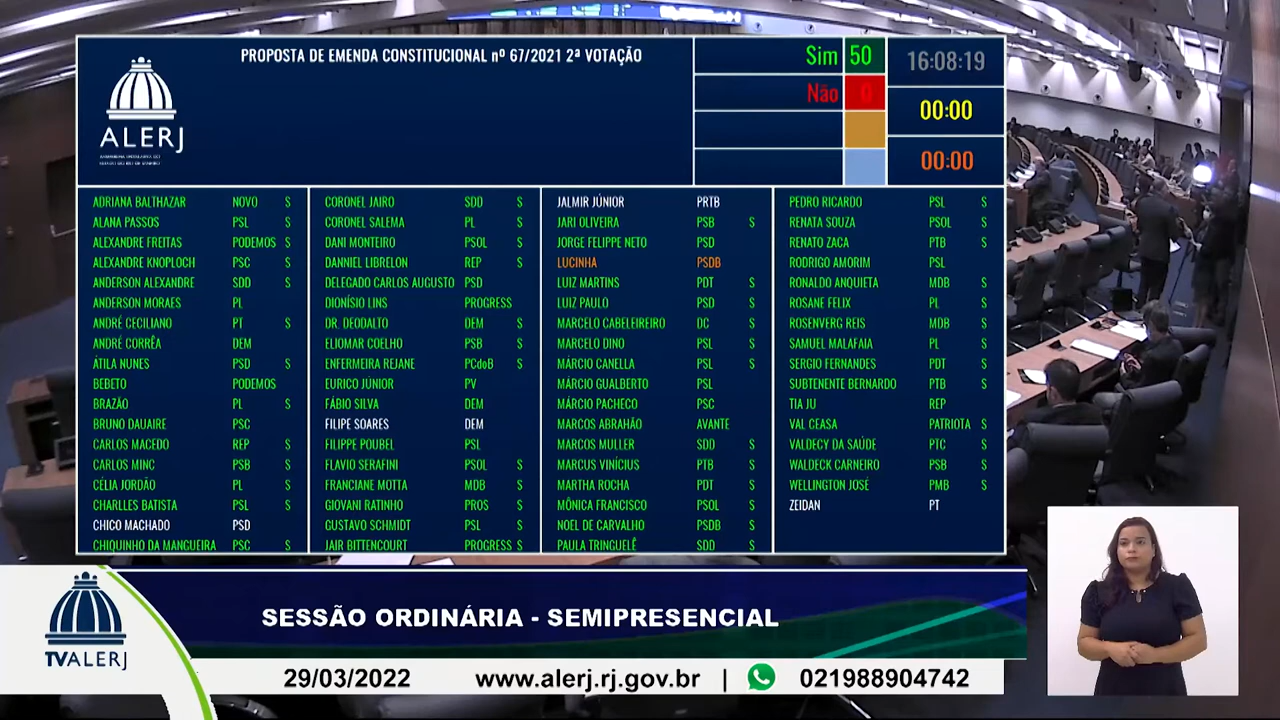 PROPOSTA DE EMENDA CONSTITUCIONAL nº 67/2021 2ª VOTAÇÃO
ALERJ
Sim 50
Não 0
16:08:19
00:00
00:00
ADRIANA BALTHAZAR NOVO S
ALANA PASSOS PSL S
ALEXANDRE FREITAS PODEMOS S
ALEXANDRE KNOPLOCH PSC S
ANDERSON ALEXANDRE SDD S
ANDERSON MORAES PL
ANDRÉ CECILIANO PT S
ANDRÉ CORRÊA DEM
ÁTILA NUNES PSD S
BEBETO PODEMOS
BRAZÃO PL S
BRUNO DAUAIRE PSC
CARLOS MACEDO REP S
CARLOS MINC PSB S
CÉLIA JORDÃO PL S
CHARLLES BATISTA PSL S
CHICO MACHADO PSD
CHIQUINHO DA MANGUEIRA PSC S
CORONEL JAIRO SDD S
CORONEL SALEMA PL S
DANI MONTEIRO PSOL S
DANNIEL LIBRELON REP S
DELEGADO CARLOS AUGUSTO PSD
DIONÍSIO LINS PROGRESS
DR. DEODALTO DEM S
ELIOMAR COELHO PSB S
ENFERMEIRA REJANE PCdoB S
EURICO JÚNIOR PV
FÁBIO SILVA DEM
FILIPE SOARES DEM
FILIPPE POUBEL PSL
FLAVIO SERAFINI PSOL S
FRANCIANE MOTTA MDB S
GIOVANI RATINHO PROS S
GUSTAVO SCHMIDT PSL S
JAIR BITTENCOURT PROGRESS S
JALMIR JÚNIOR PRTB
JARI OLIVEIRA PSB S
JORGE FELIPPE NETO PSD
LUCINHA PSDB
LUIZ MARTINS PDT S
LUIZ PAULO PSD S
MARCELO CABELEIREIRO DC S
MARCELO DINO PSL S
MÁRCIO CANELLA PSL S
MÁRCIO GUALBERTO PSL
MÁRCIO PACHECO PSC
MARCOS ABRAHÃO AVANTE
MARCOS MULLER SDD S
MARCUS VINÍCIUS PTB S
MARTHA ROCHA PDT S
MÔNICA FRANCISCO PSOL S
NOEL DE CARVALHO PSDB S
PAULA TRINGUELÊ SDD S
PEDRO RICARDO PSL S
RENATA SOUZA PSOL S
RENATO ZACA PTB S
RODRIGO AMORIM PSL
RONALDO ANQUIETA MDB S
ROSANE FELIX PL S
ROSENVERG REIS MDB S
SAMUEL MALAFAIA PL S
SERGIO FERNANDES PDT S
SUBTENENTE BERNARDO PTB S
TIA JU REP
VAL CEASA PATRIOTA S
VALDECY DA SAÚDE PTC S
WALDECK CARNEIRO PSB S
WELLINGTON JOSÉ PMB S
ZEIDAN PT
SESSÃO ORDINÁRIA - SEMIPRESENCIAL
TVALERJ
29/03/2022 www.alerj.rj.gov.br | 021988904742